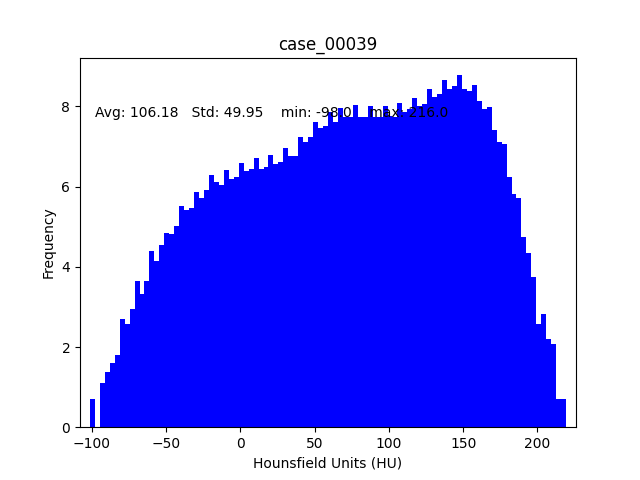 case_00039
Avg: 106.18 Std: 49.95 min: -98.0 max: 216.0
8
6
4
2
0
Frequency
−100 −50 0 50 100 150 200
Hounsfield Units (HU)